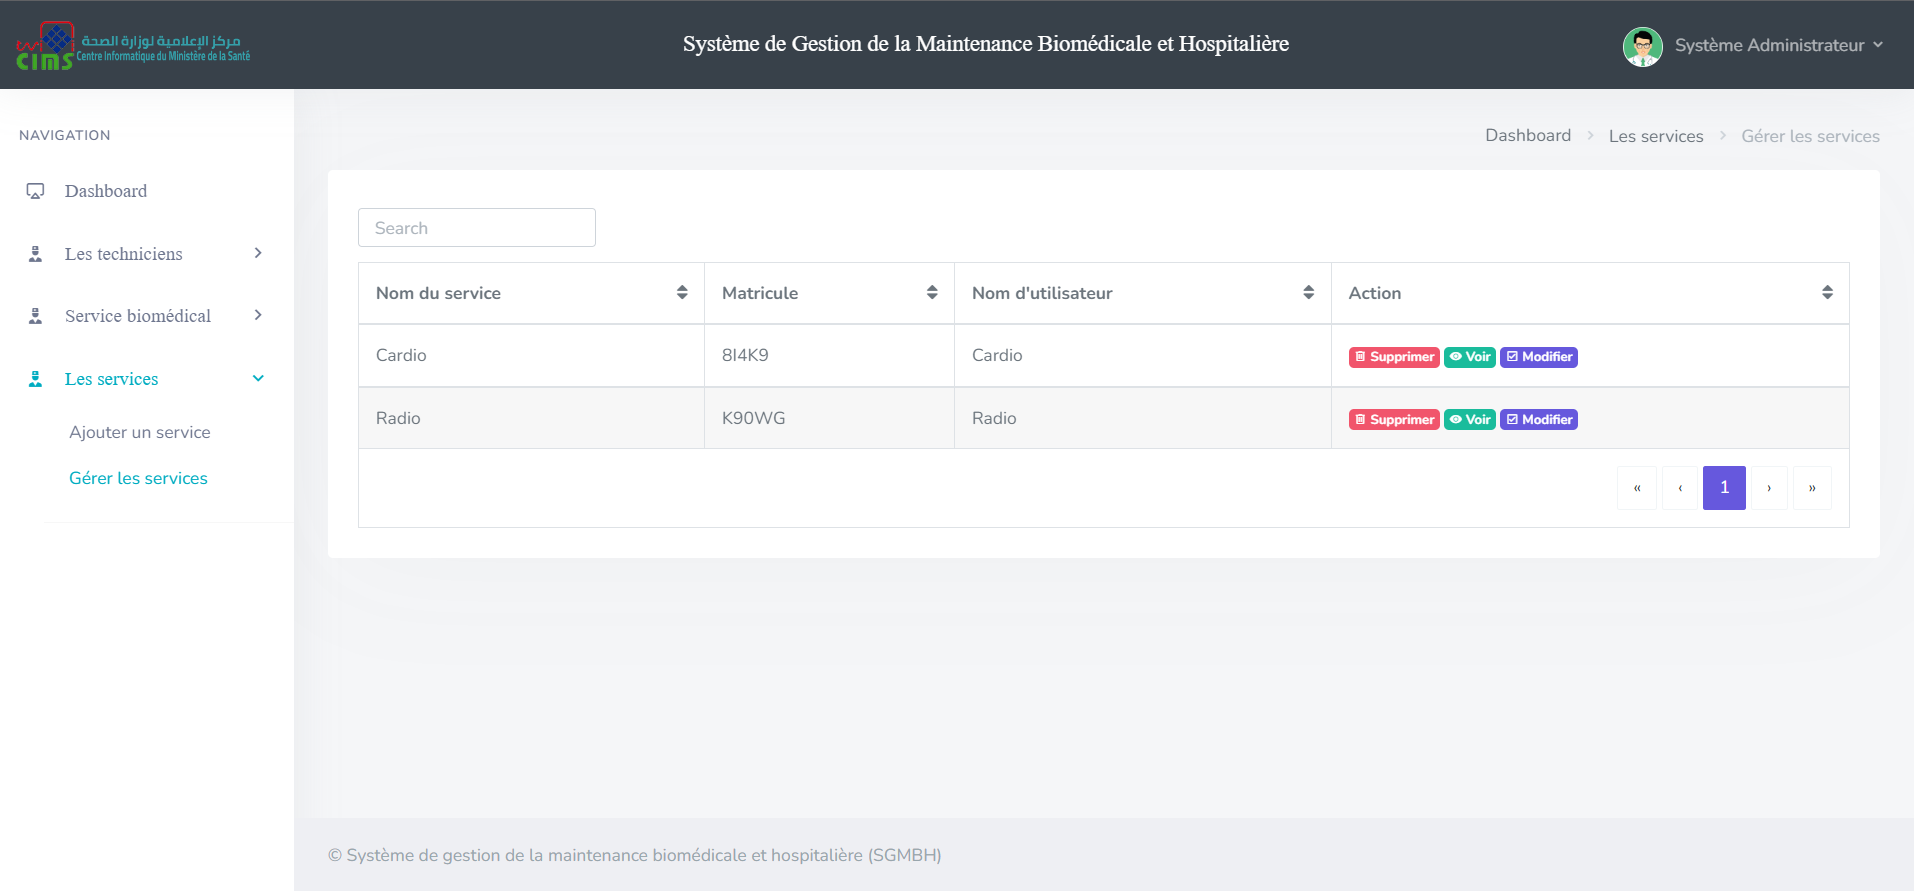 مركز الإعلامية لوزارة الصحة
CIMS Centre Informatique du Ministère de la Santé
Système de Gestion de la Maintenance Biomédicale et Hospitalière
Système Administrateur
NAVIGATION
Dashboard
Les techniciens
Service biomédical
Les services
Ajouter un service
Gérer les services
Dashboard Les services Gérer les services
Search
Nom du service Matricule Nom d'utilisateur Action
Cardio 8I4K9 Cardio Supprimer Voir Modifier
Radio K90WG Radio Supprimer Voir Modifier
« ‹ 1 › »
© Système de gestion de la maintenance biomédicale et hospitalière (SGMBH)